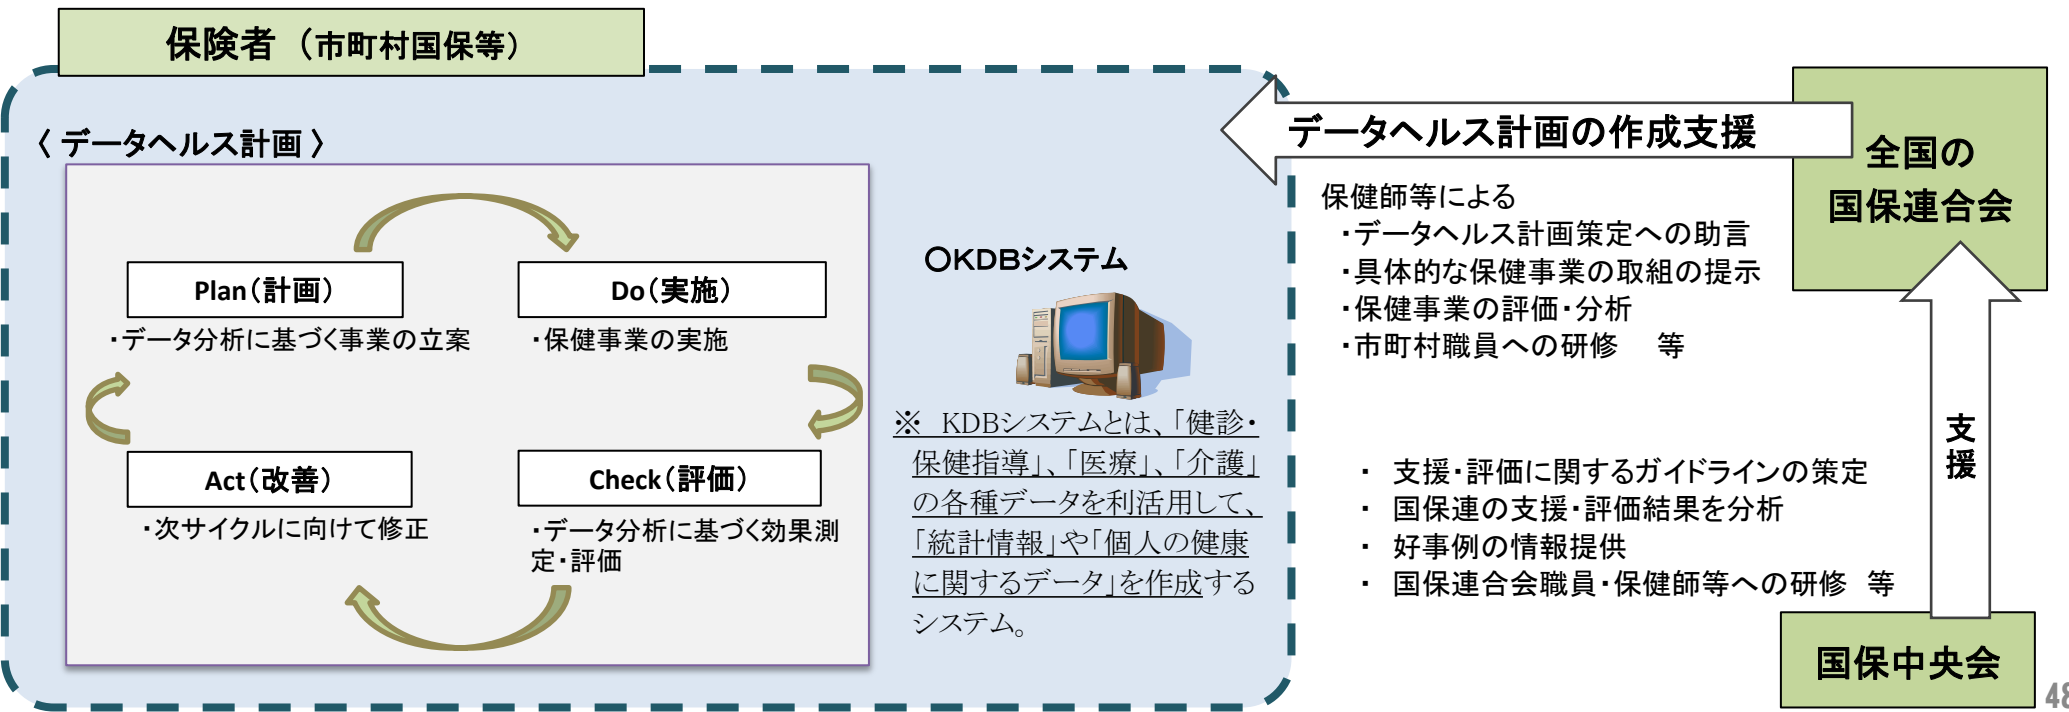 保険者（市町村国保等）
〈データヘルス計画〉
Plan（計画）
・データ分析に基づく事業の立案
Do（実施）
・保健事業の実施
Act（改善）
・次サイクルに向けて修正
Check（評価）
・データ分析に基づく効果測
定・評価
○KDBシステム
※　KDBシステムとは、「健診・
保健指導」、「医療」、「介護」
の各種データを利活用して、
「統計情報」や「個人の健康
に関するデータ」を作成する
システム。
データヘルス計画の作成支援
全国の
国保連合会
保健師等による
・データヘルス計画策定への助言
・具体的な保健事業の取組の提示
・保健事業の評価・分析
・市町村職員への研修　等
支援
・ 支援・評価に関するガイドラインの策定
・ 国保連の支援・評価結果を分析
・ 好事例の情報提供
・ 国保連合会職員・保健師等への研修　等
国保中央会
48